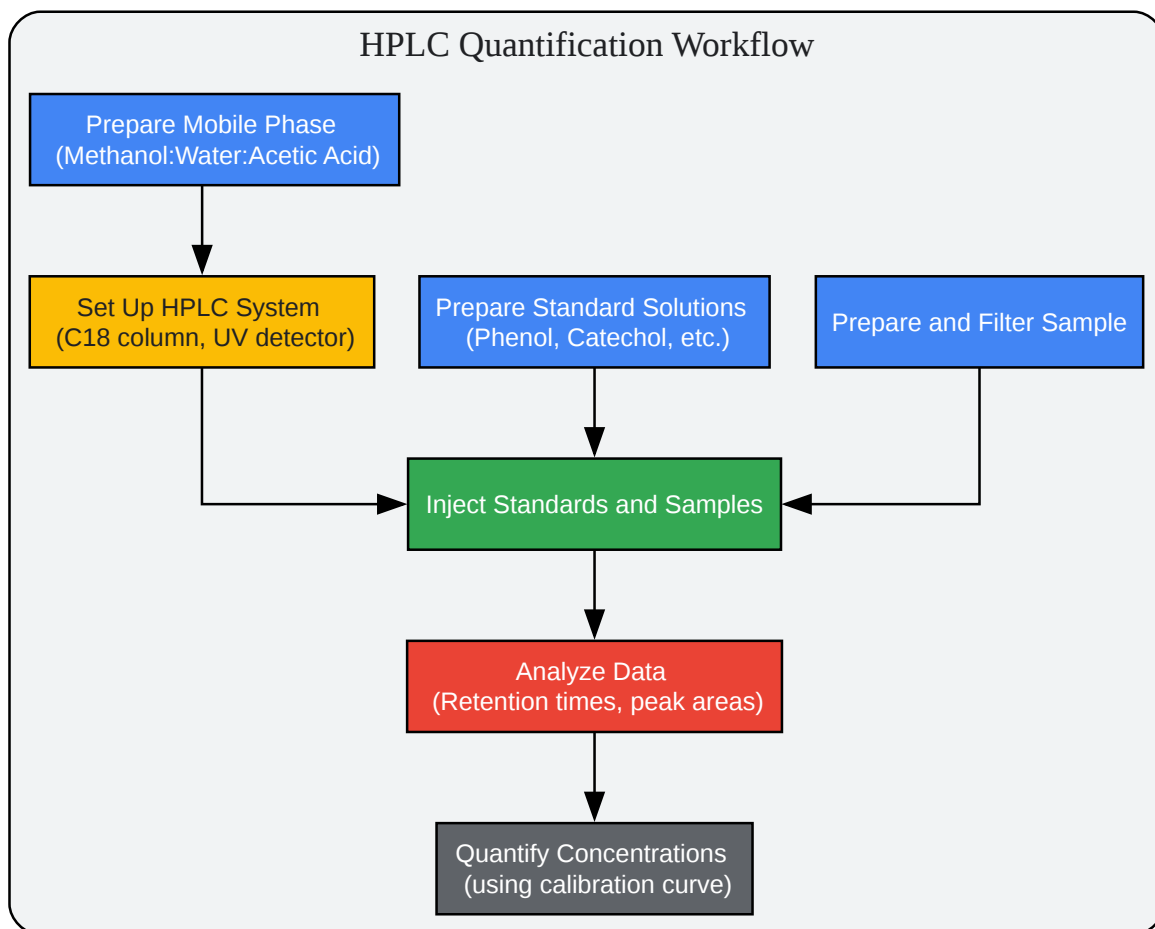 HPLC Quantification Workflow
Prepare Mobile Phase
(Methanol:Water:Acetic Acid)
Set Up HPLC System
(C18 column, UV detector)
Prepare Standard Solutions
(Phenol, Catechol, etc.)
Prepare and Filter Sample
Inject Standards and Samples
Analyze Data
(Retention times, peak areas)
Quantify Concentrations
(using calibration curve)